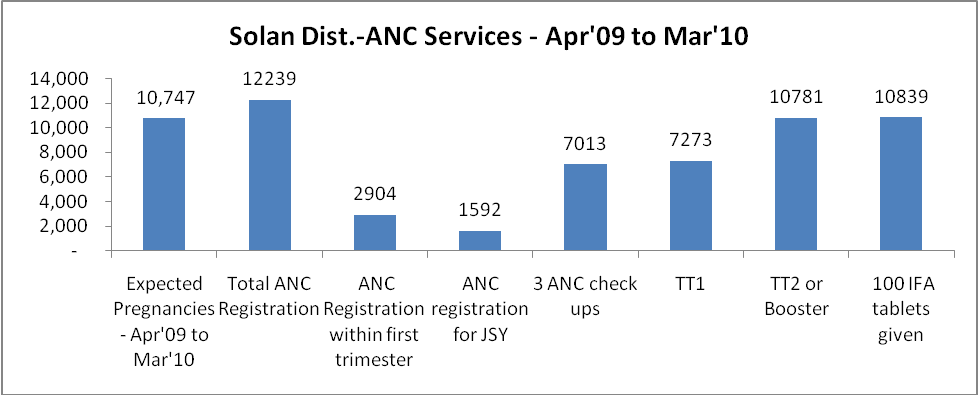 Solan Dist.-ANC Services - Apr'09 to Mar'10
14,000
12,000
10,000
8,000
6,000
4,000
2,000
-
10,747
12239
2904
1592
7013
7273
10781
10839
Expected
Pregnancies
- Apr'09 to
Mar'10
Total ANC
Registration
ANC
Registration
within first
trimester
ANC
registration
for JSY
3 ANC check
ups
TT1
TT2 or
Booster
100 IFA
tablets
given